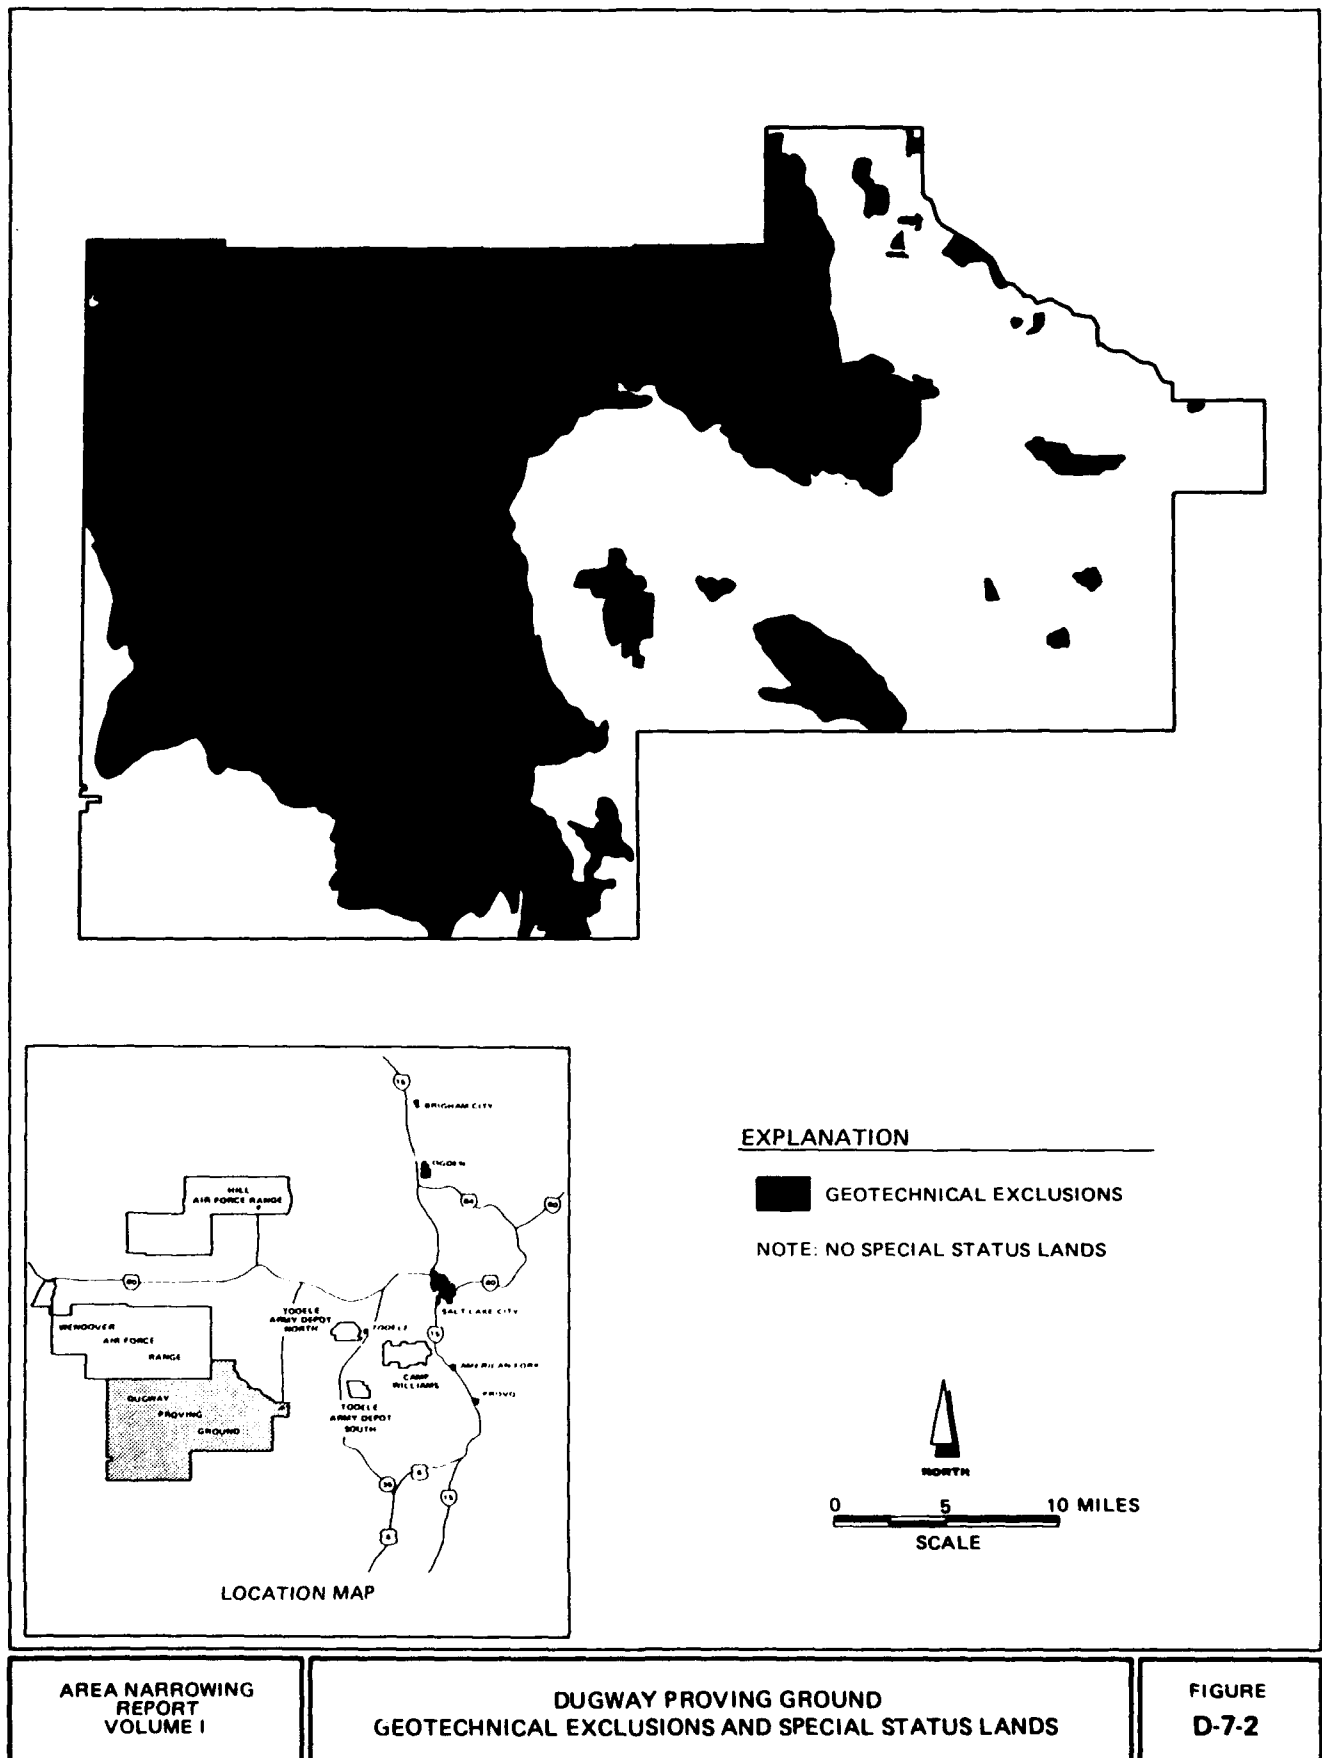 EXPLANATION
GEOTECHNICAL EXCLUSIONS
NOTE: NO SPECIAL STATUS LANDS
NORTH
0 5 10 MILES
SCALE
15
BRIGHAM CITY
OGDEN
84
80
HILL
AIR FORCE RANGE
80
80
SALT LAKE CITY
TOOELE
ARMY DEPOT
NORTH
TOOELE
15
WENDOVER
AIR FORCE
RANGE
AMERICAN FORK
CAMP
WILLIAMS
PROVO
DUGWAY
PROVING
GROUND
TOOELE
ARMY DEPOT
SOUTH
6
36
15
6
LOCATION MAP
AREA NARROWING
REPORT
VOLUME I
DUGWAY PROVING GROUND
GEOTECHNICAL EXCLUSIONS AND SPECIAL STATUS LANDS
FIGURE
D-7-2